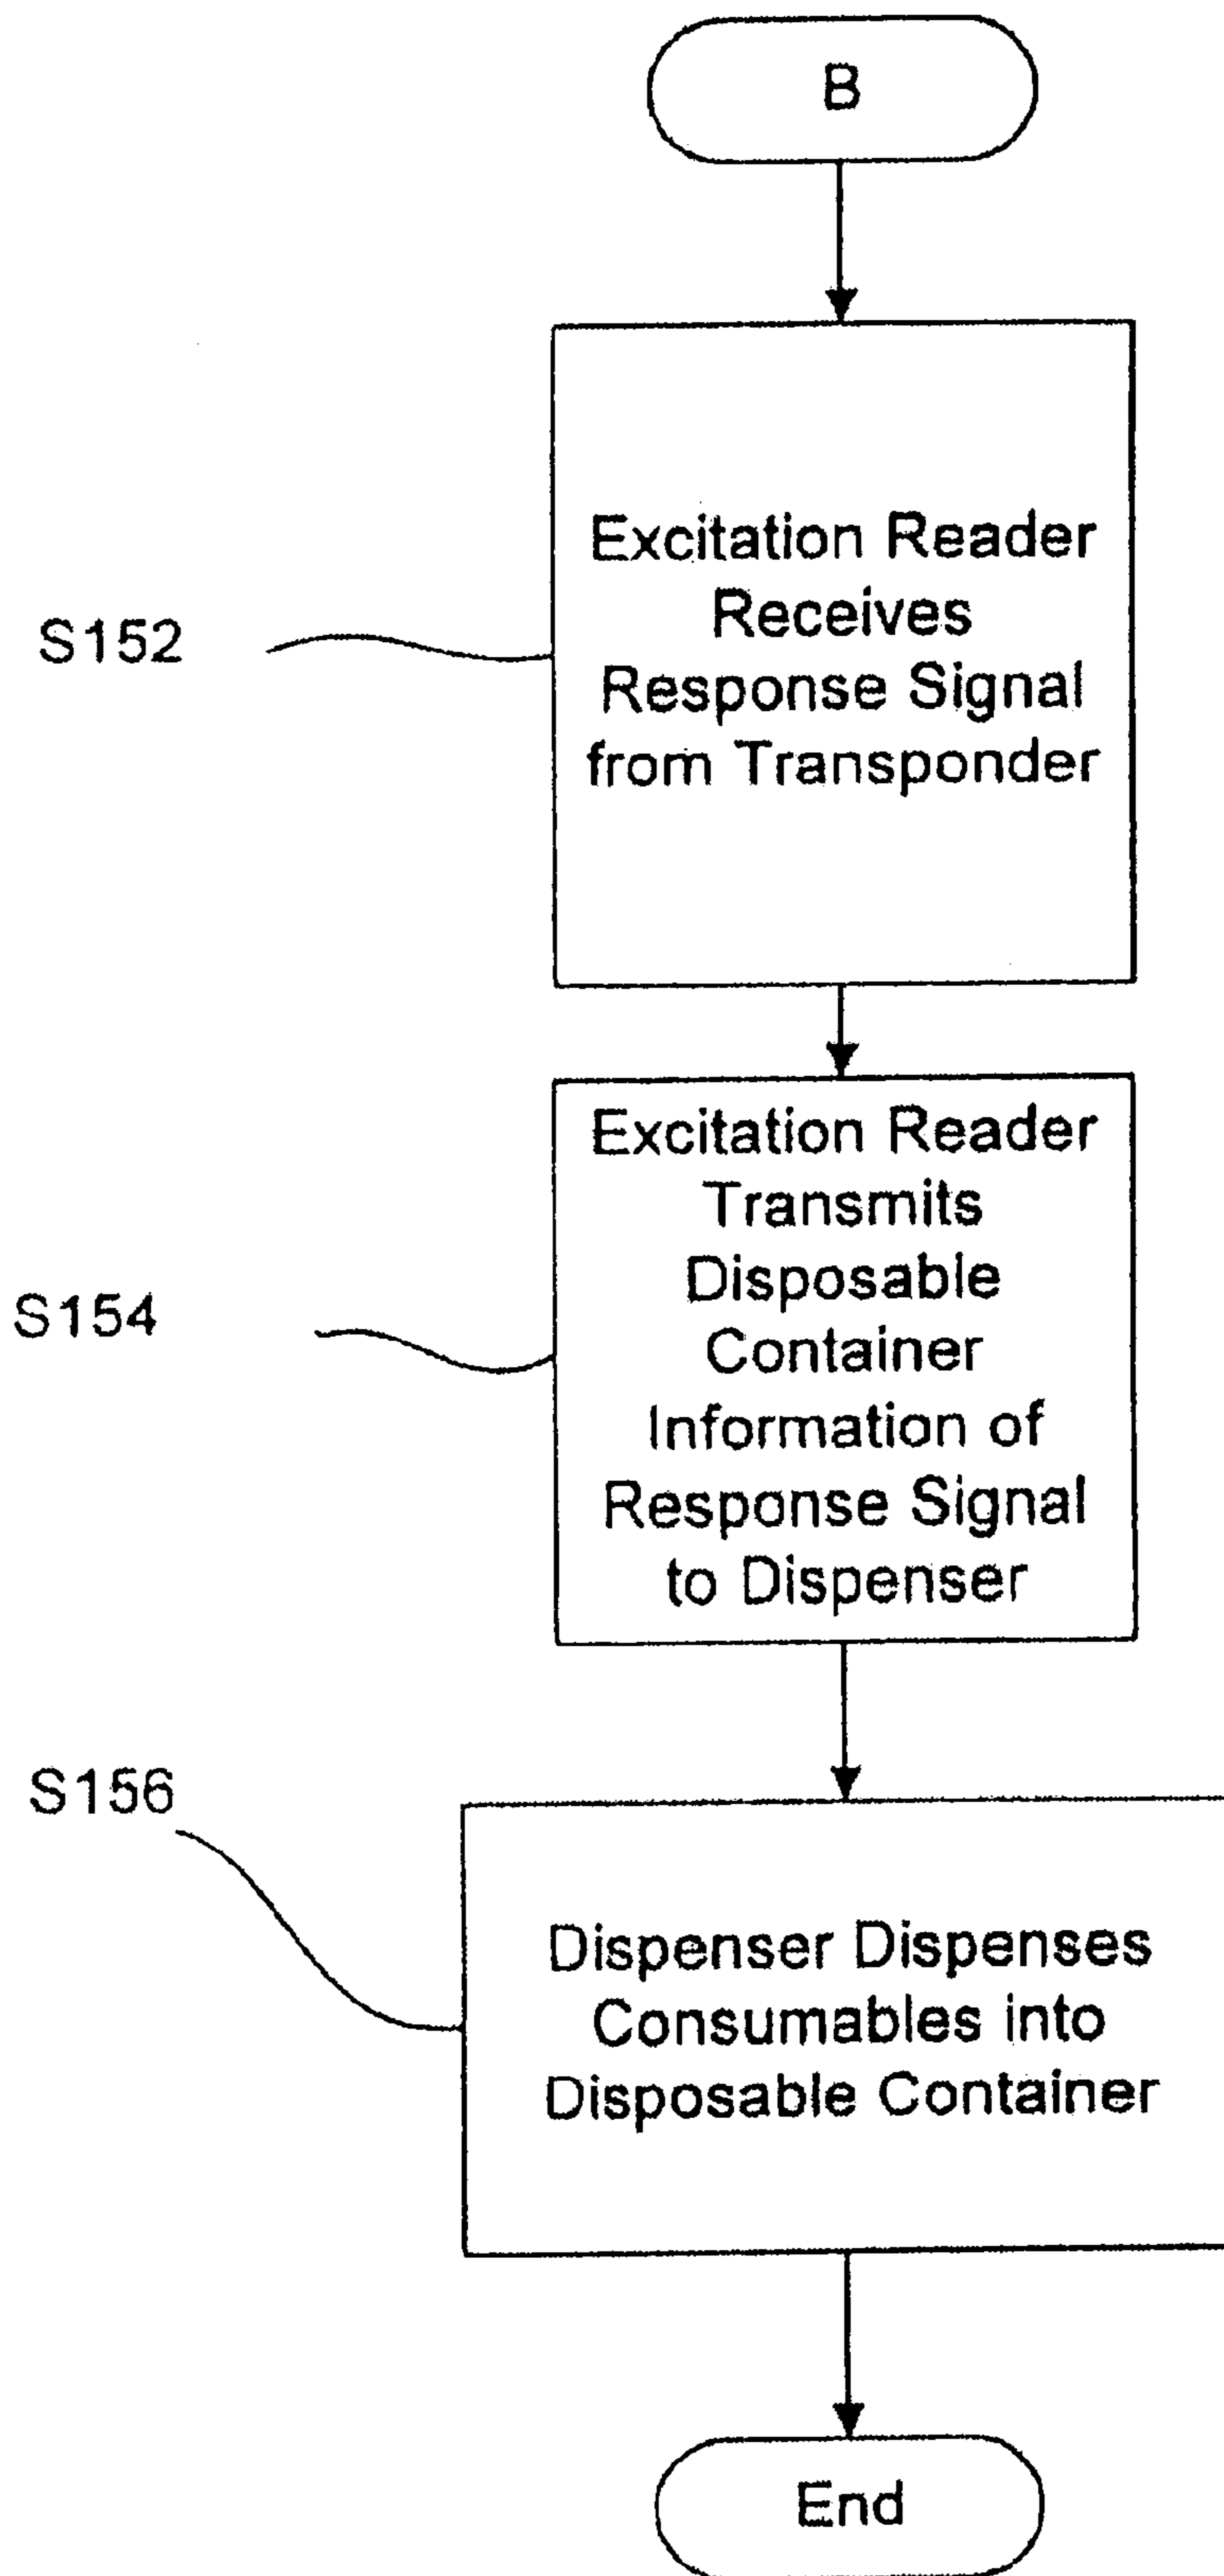 B
Excitation Reader
Receives
Response Signal
from Transponder
S152
Excitation Reader
Transmits
Disposable
Container
Information of
Response Signal
to Dispenser
S154
S156
Dispenser Dispenses
Consumables into
Disposable Container
End